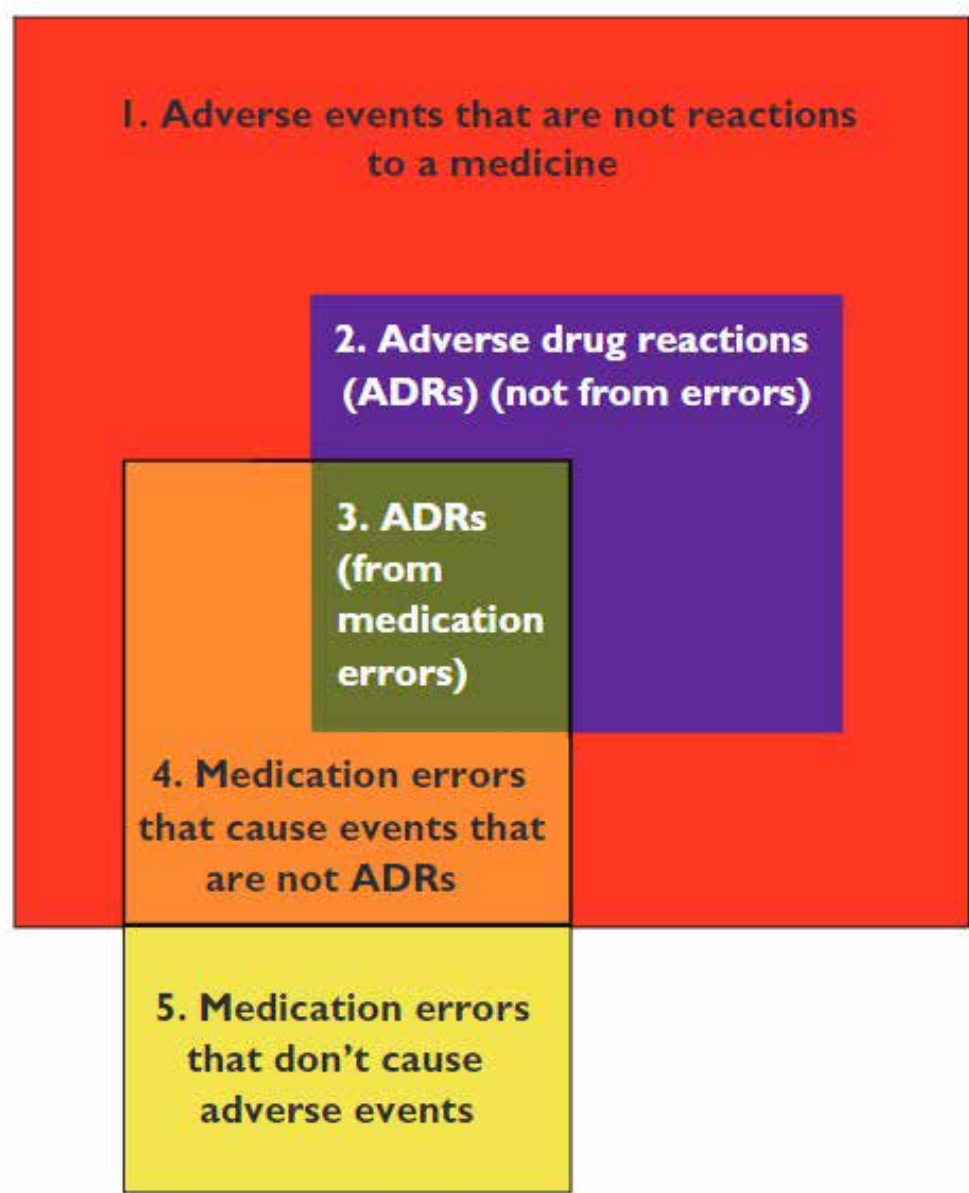 1. Adverse events that are not reactions
to a medicine
2. Adverse drug reactions
(ADRs) (not from errors)
3. ADRs
(from
medication
errors)
4. Medication errors
that cause events that
are not ADRs
5. Medication errors
that don’t cause
adverse events